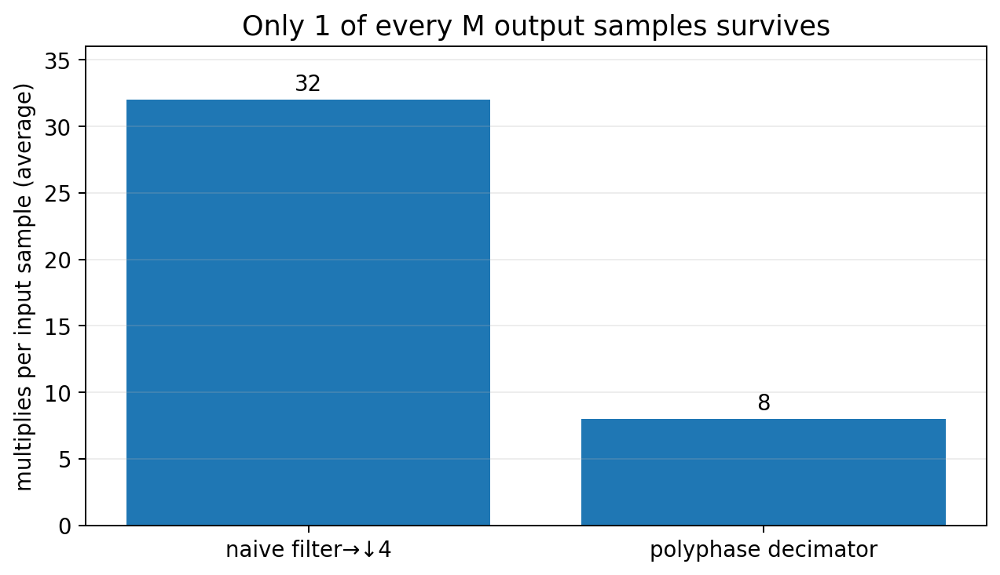 Only 1 of every M output samples survives
multiplies per input sample (average)
35
30
25
20
15
10
5
0
32
8
naive filter→↓4
polyphase decimator